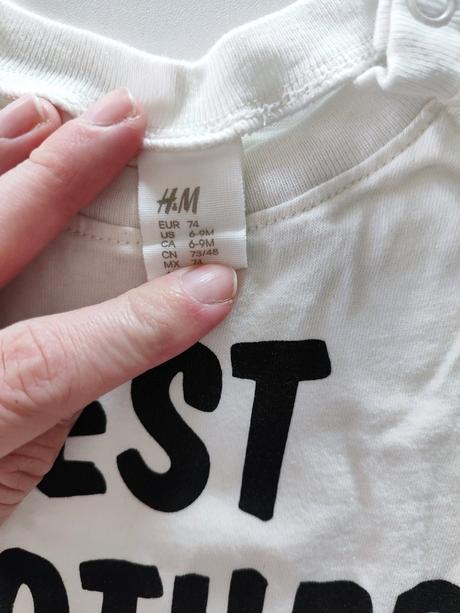 H&M
EUR 74
US 6-9M
CA 6-9M
CN 73/48
MX 74
EST